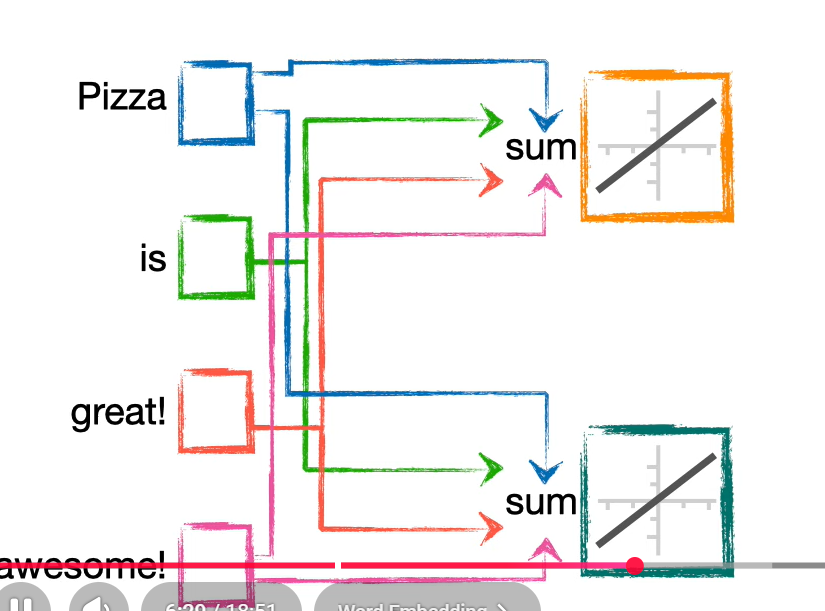 Pizza
sum
is
great!
sum
awesome!
6:20 / 18:51
Word Embedding >